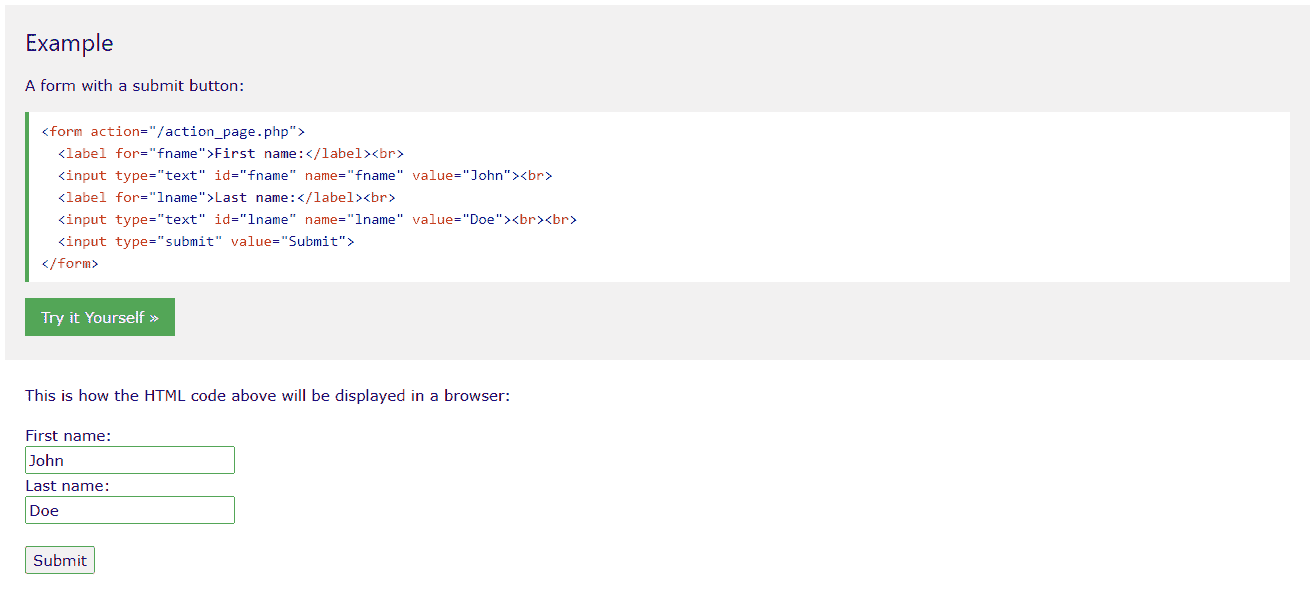 Example
A form with a submit button:
<form action="/action_page.php">
  <label for="fname">First name:</label><br>
  <input type="text" id="fname" name="fname" value="John"><br>
  <label for="lname">Last name:</label><br>
  <input type="text" id="lname" name="lname" value="Doe"><br><br>
  <input type="submit" value="Submit">
</form>
Try it Yourself »
This is how the HTML code above will be displayed in a browser:
First name:
John
Last name:
Doe
Submit